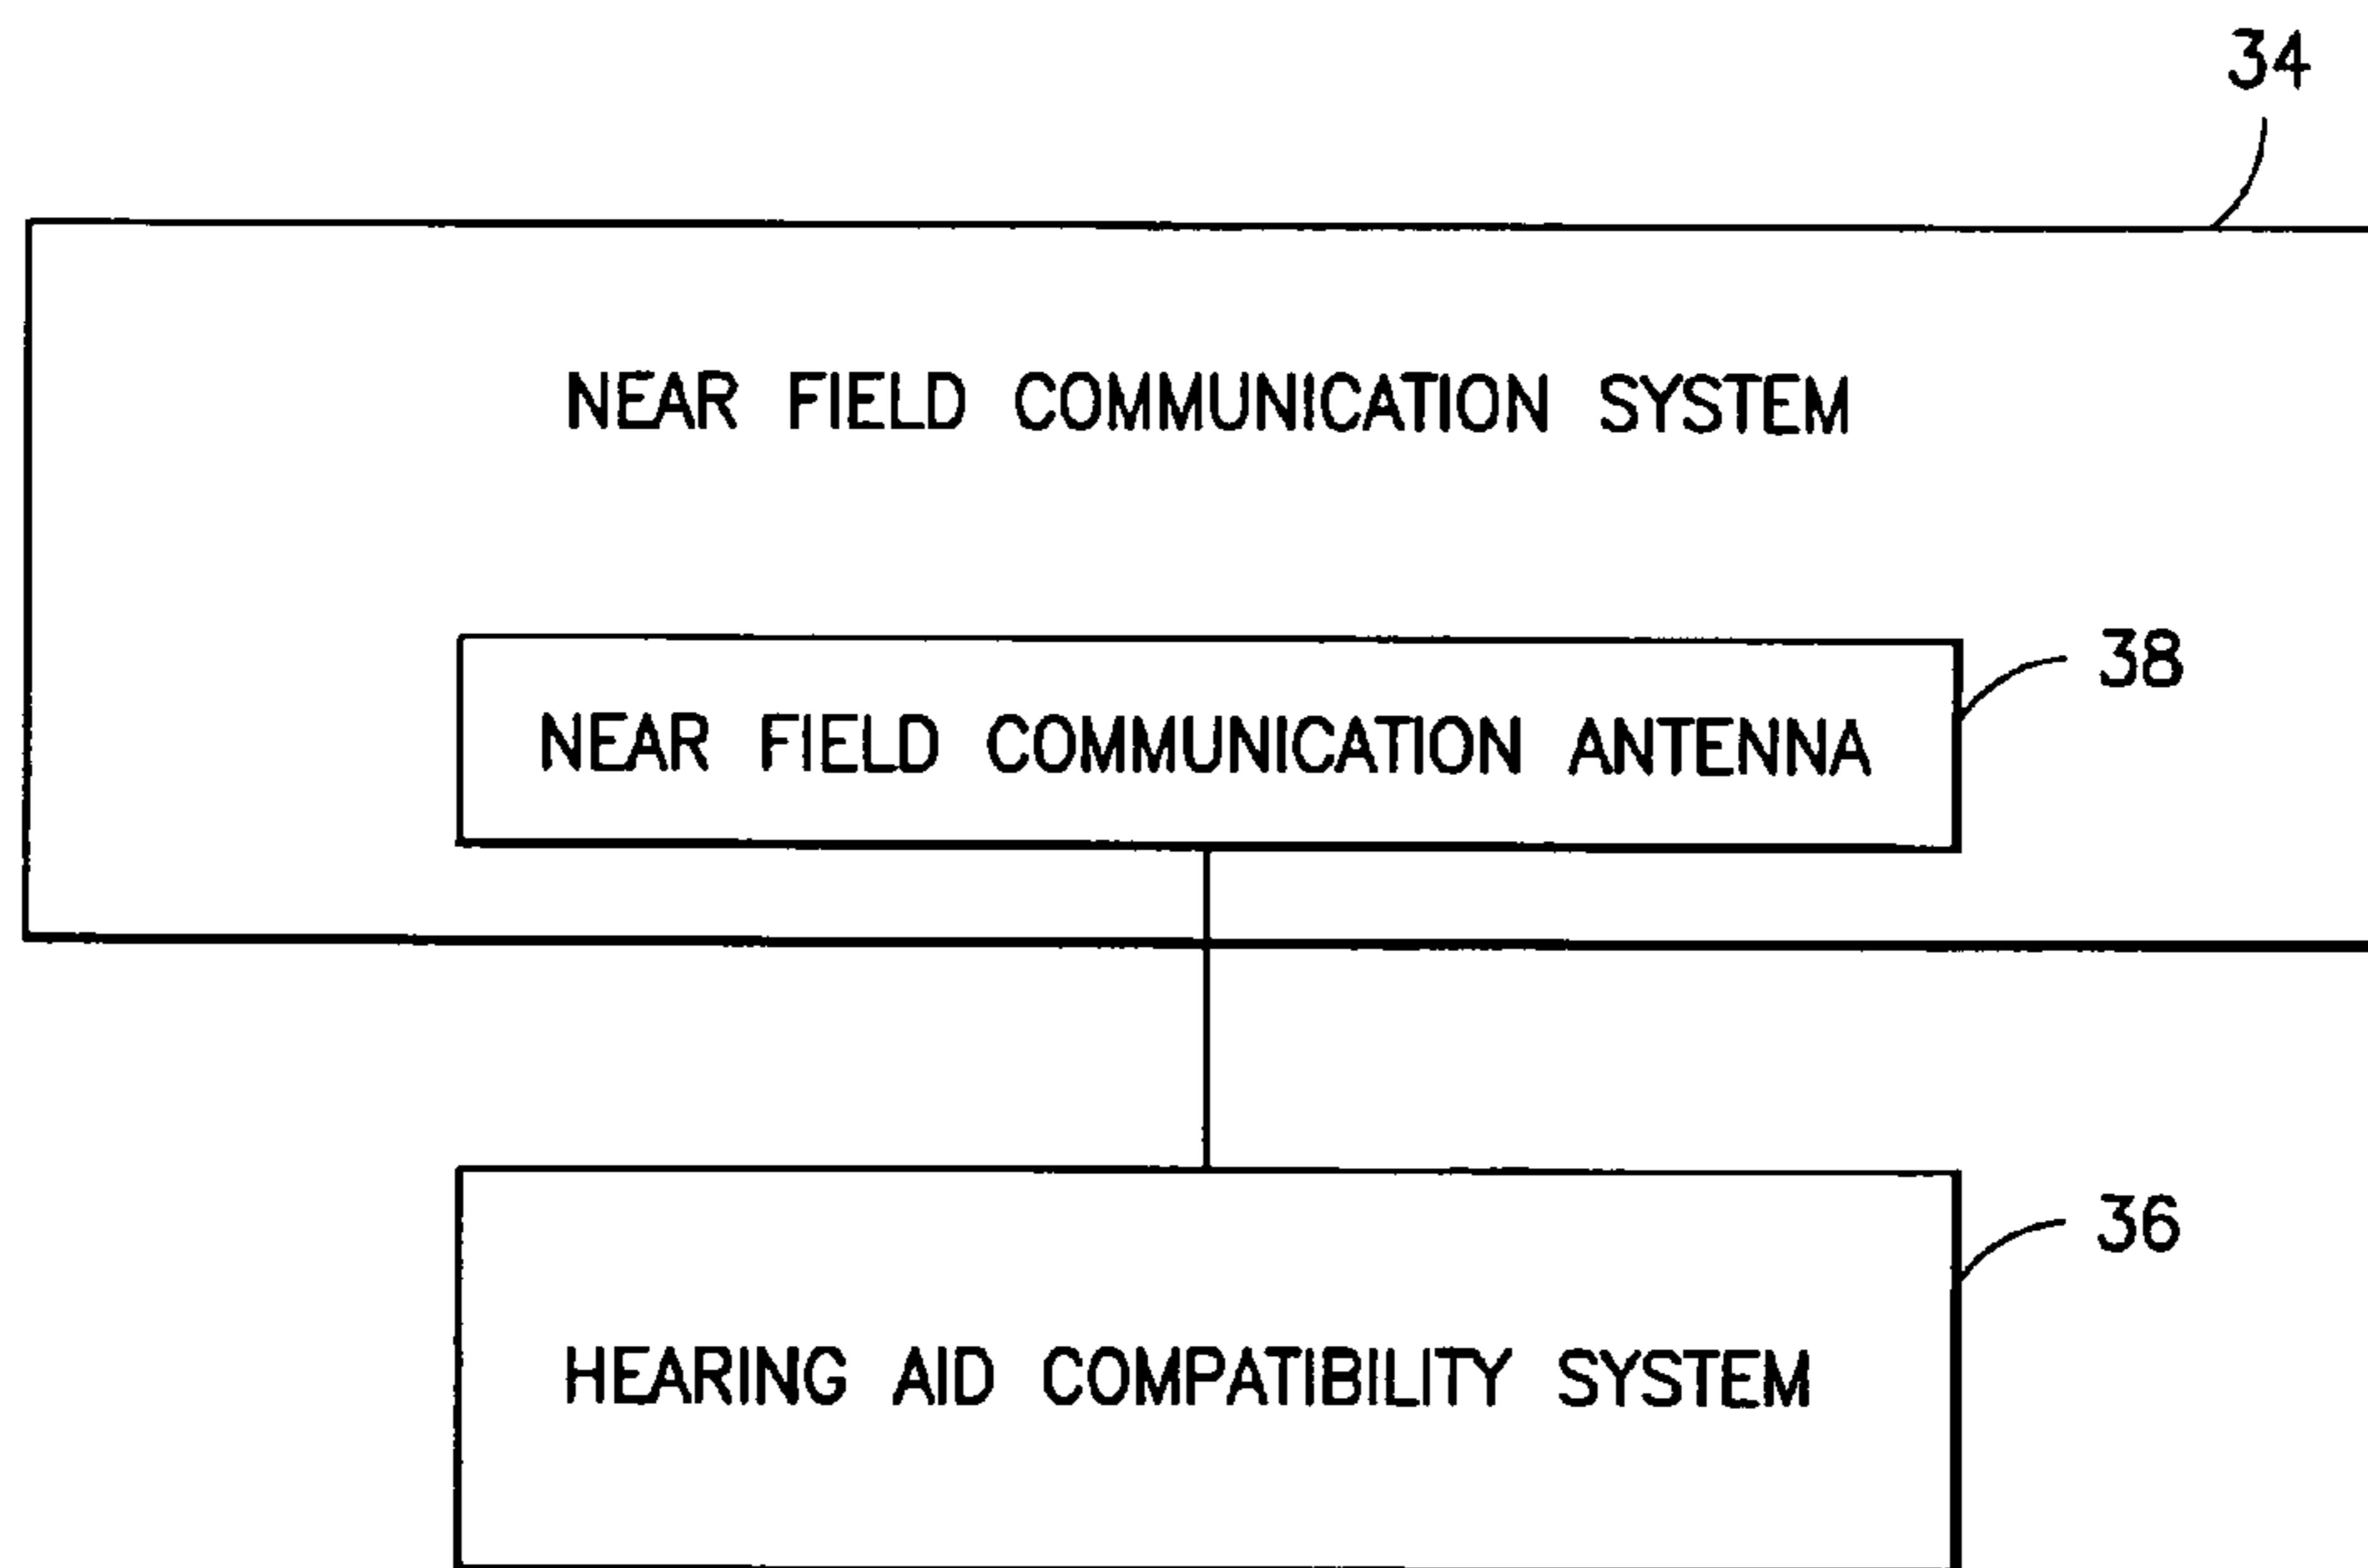 34
NEAR FIELD COMMUNICATION SYSTEM
38
NEAR FIELD COMMUNICATION ANTENNA
36
HEARING AID COMPATIBILITY SYSTEM